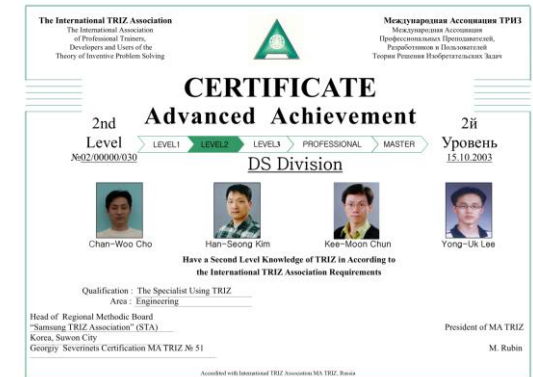 The International TRIZ Association
The International Association
of Professional Trainers,
Developers and Users of the
Theory of Inventive Problem Solving
Международная Ассоциация ТРИЗ
Международная Ассоциация
Профессиональных Преподавателей,
Разработчиков и Пользователей
Теории Решения Изобретательских Задач
CERTIFICATE
Advanced Achievement
2nd
Level
№02/00000/030
LEVEL1 LEVEL2 LEVEL3 PROFESSIONAL MASTER
2й
Уровень
15.10.2003
DS Division
Chan-Woo Cho
Han-Seong Kim
Kee-Moon Chun
Yong-Uk Lee
Have a Second Level Knowledge of TRIZ in According to
the International TRIZ Association Requirements
Qualification : The Specialist Using TRIZ
Area : Engineering
Head of Regional Methodic Board
"Samsung TRIZ Association" (STA)
Korea, Suwon City
Georgiy Severinets Certification MA TRIZ № 51
President of MA TRIZ
M. Rubin
Accredited with International TRIZ Association MA TRIZ, Russia